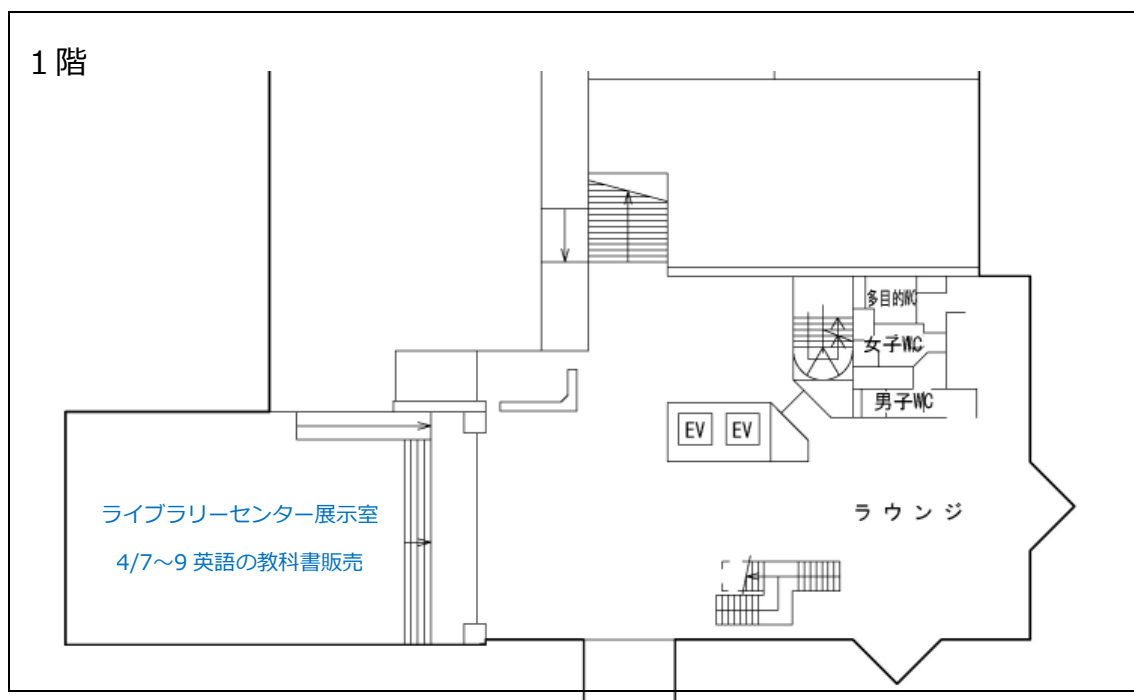 １階
多目的WC
女子WC
男子WC
EV
EV
ラウンジ
ライブラリーセンター展示室
4/7～9 英語の教科書販売